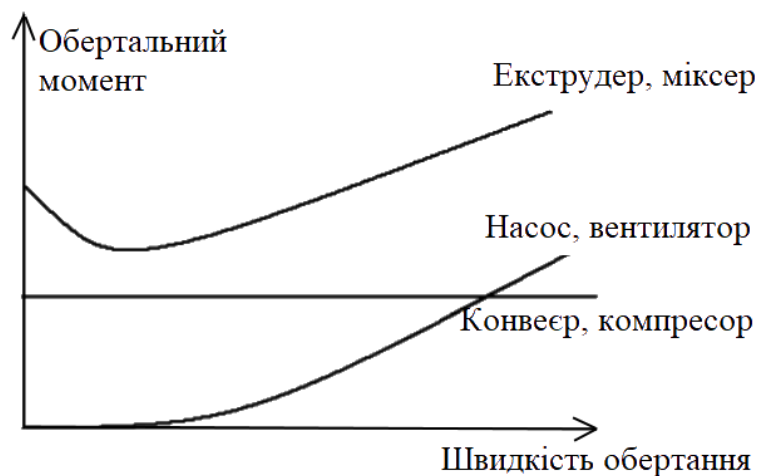 Обертальний
момент
Екструдер, міксер
Насос, вентилятор
Конвеєр, компресор
Швидкість обертання